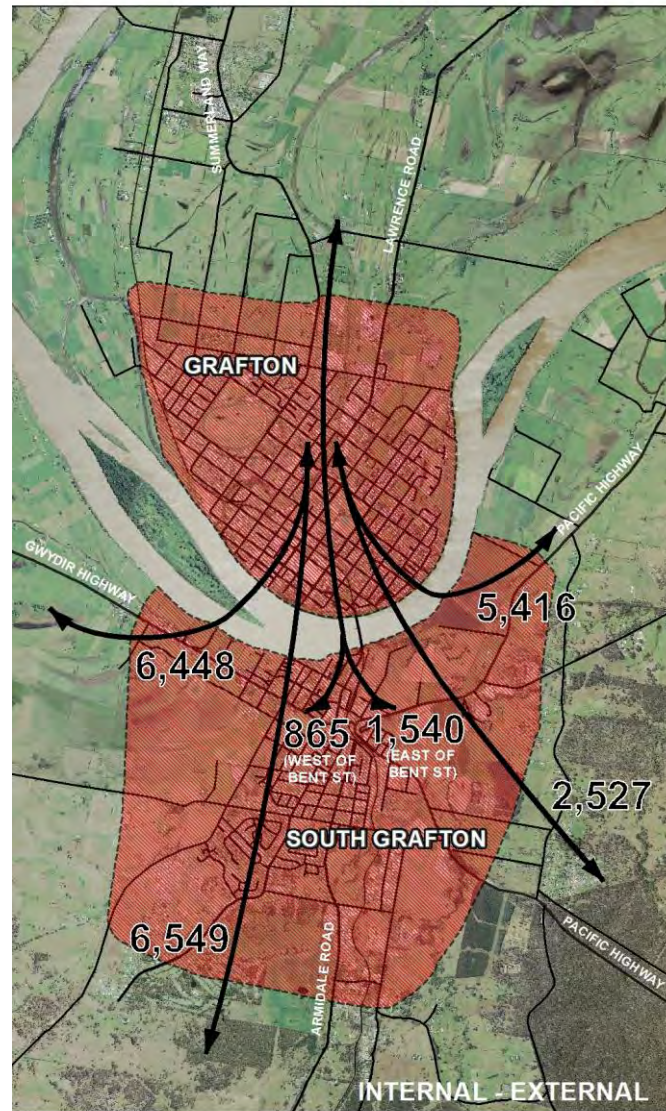 SUMMERLAND WAY
LAWRENCE ROAD
GRAFTON
PACIFIC HIGHWAY
GWYDIR HIGHWAY
5,416
6,448
865
(WEST OF
BENT ST)
1,540
(EAST OF
BENT ST)
2,527
SOUTH GRAFTON
6,549
ARMIDALE ROAD
PACIFIC HIGHWAY
INTERNAL - EXTERNAL